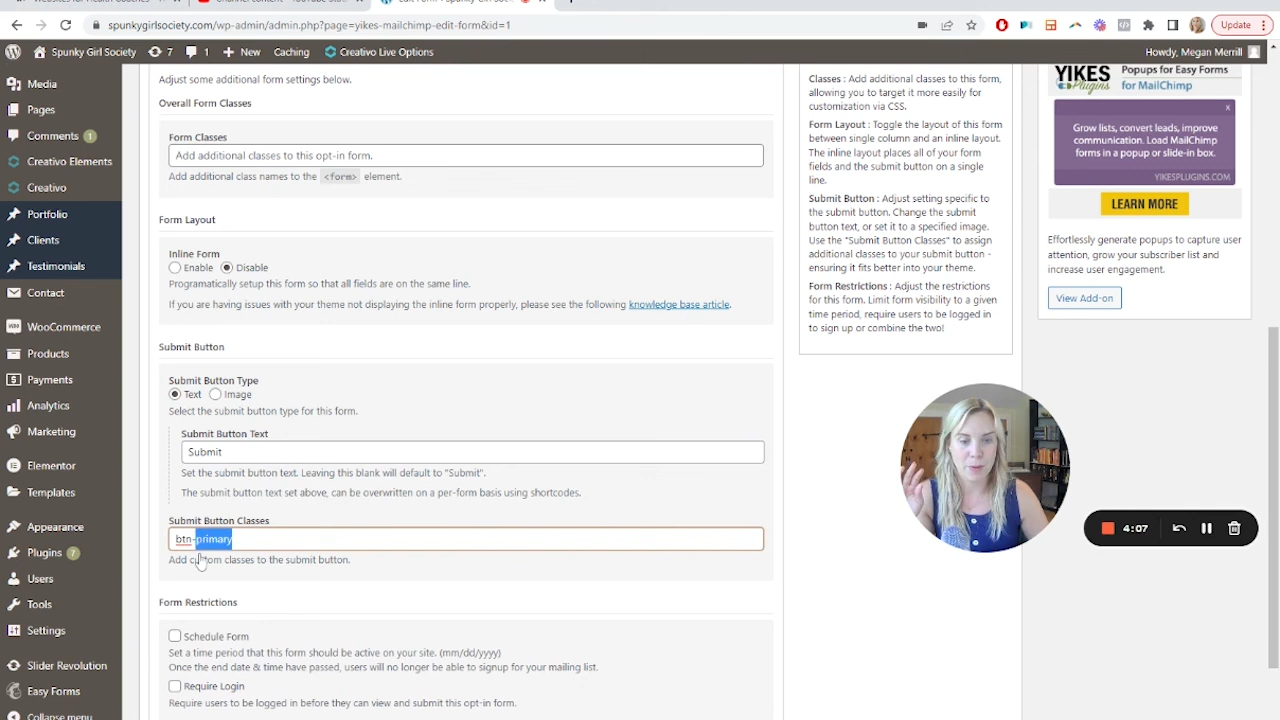 spunkygirlsociety.com/wp-admin/admin.php?page=yikes-mailchimp-edit-form&id=1
Update
Spunky Girl Society
7
1
New
Caching
Creativo Live Options
Howdy, Megan Merrill
Media
Pages
Comments 1
Creativo Elements
Creativo
Portfolio
Clients
Testimonials
Contact
WooCommerce
Products
Payments
Analytics
Marketing
Elementor
Templates
Appearance
Plugins 7
Users
Tools
Settings
Slider Revolution
Easy Forms
Collapse menu
Adjust some additional form settings below.
Overall Form Classes
Form Classes
Add additional classes to this opt-in form.
Add additional class names to the <form> element.
Form Layout
Inline Form
Enable Disable
Programatically setup this form so that all fields are on the same line.
If you are having issues with your theme not displaying the inline form properly, please see the following knowledge base article.
Submit Button
Submit Button Type
Text Image
Select the submit button type for this form.
Submit Button Text
Submit
Set the submit button text. Leaving this blank will default to "Submit".
The submit button text set above, can be overwritten on a per-form basis using shortcodes.
Submit Button Classes
btn-primary
Add custom classes to the submit button.
Form Restrictions
Schedule Form
Set a time period that this form should be active on your site. (mm/dd/yyyy)
Once the end date & time have passed, users will no longer be able to signup for your mailing list.
Require Login
Require users to be logged in before they can view and submit this opt-in form.
Classes : Add additional classes to this form,
allowing you to target it more easily for
customization via CSS.
Form Layout : Toggle the layout of this form
between single column and an inline layout.
The inline layout places all of your form
fields and the submit button on a single
line.
Submit Button : Adjust setting specific to
the submit button. Change the submit
button text, or set it to a specified image.
Use the "Submit Button Classes" to assign
additional classes to your submit button -
ensuring it fits better into your theme.
Form Restrictions : Adjust the restrictions
for this form. Limit form visibility to a given
time period, require users to be logged in
to sign up or combine the two!
YIKES
Plugins
Popups for Easy Forms
for MailChimp
x
Grow lists, convert leads, improve
communication. Load MailChimp
forms in a popup or slide-in box.
YIKESPLUGINS.COM
LEARN MORE
Effortlessly generate popups to capture user
attention, grow your subscriber list and
increase user engagement.
View Add-on
4:07